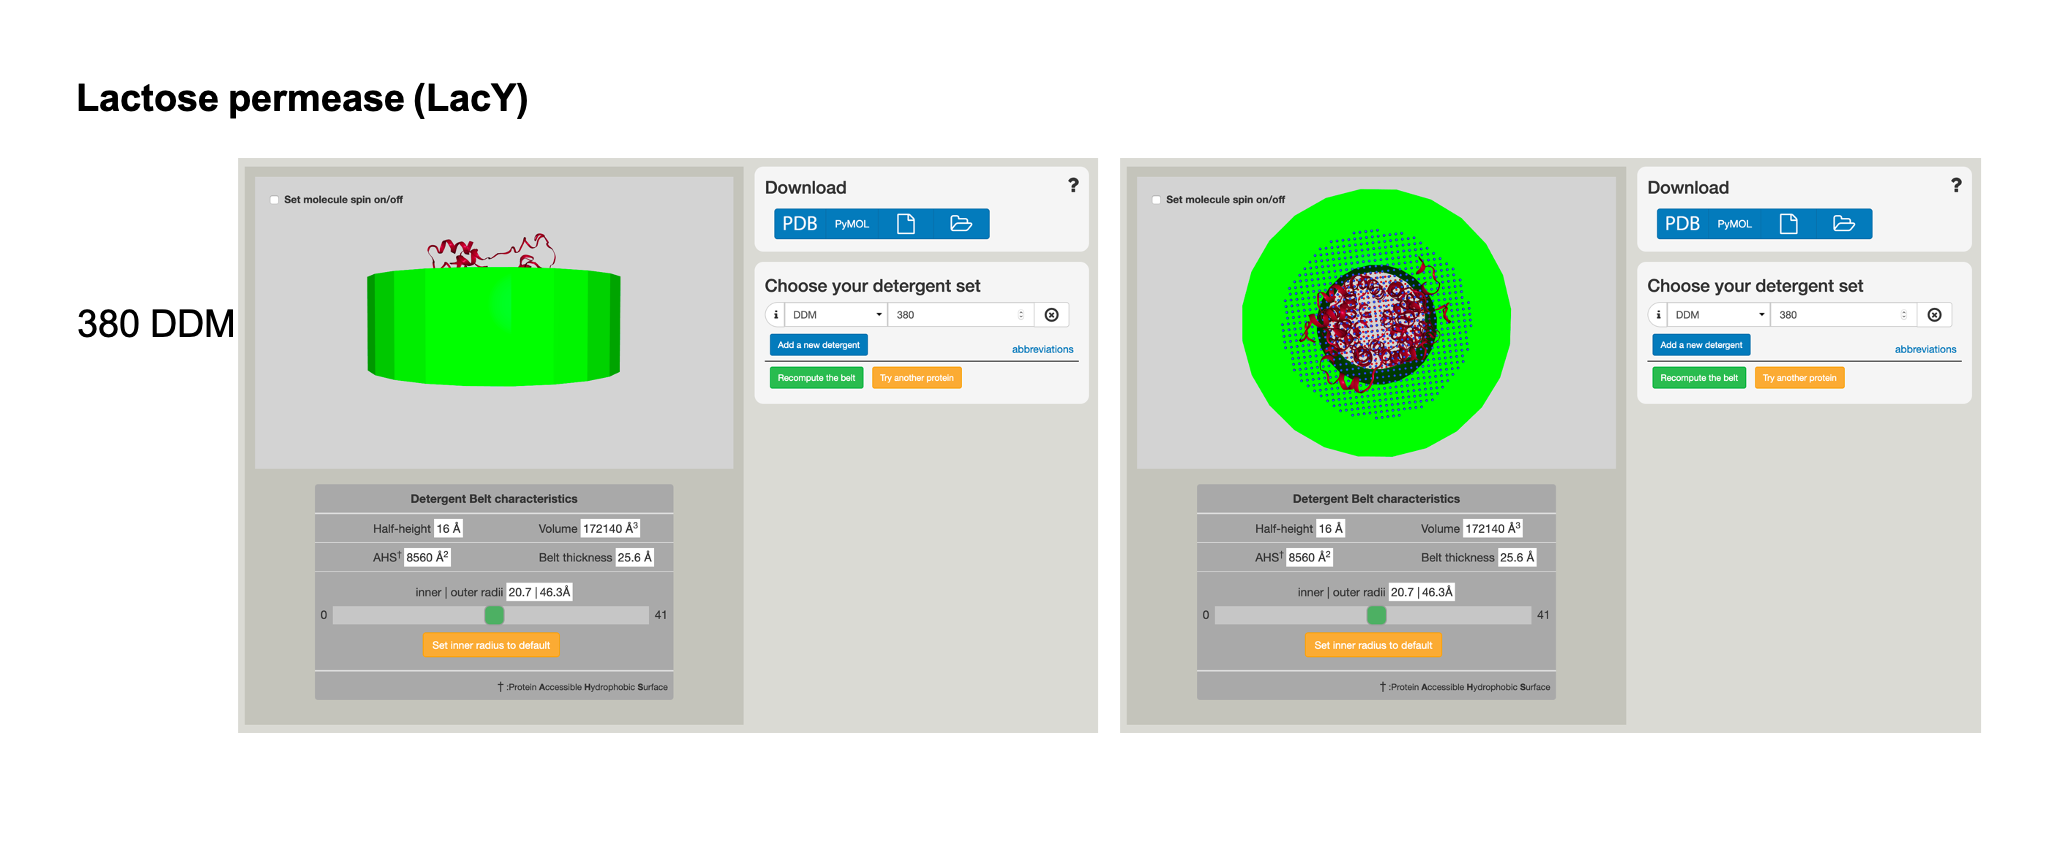 Lactose permease (LacY)
380 DDM
Set molecule spin on/off
Download
?
PDB PyMOL
Choose your detergent set
i DDM 380
Add a new detergent
abbreviations
Recompute the belt Try another protein
Detergent Belt characteristics
Half-height 16 Å Volume 172140 Å³
AHS† 8560 Å² Belt thickness 25.6 Å
inner | outer radii 20.7 | 46.3Å
0 41
Set inner radius to default
† :Protein Accessible Hydrophobic Surface
Set molecule spin on/off
Download
?
PDB PyMOL
Choose your detergent set
i DDM 380
Add a new detergent
abbreviations
Recompute the belt Try another protein
Detergent Belt characteristics
Half-height 16 Å Volume 172140 Å³
AHS† 8560 Å² Belt thickness 25.6 Å
inner | outer radii 20.7 | 46.3Å
0 41
Set inner radius to default
† :Protein Accessible Hydrophobic Surface